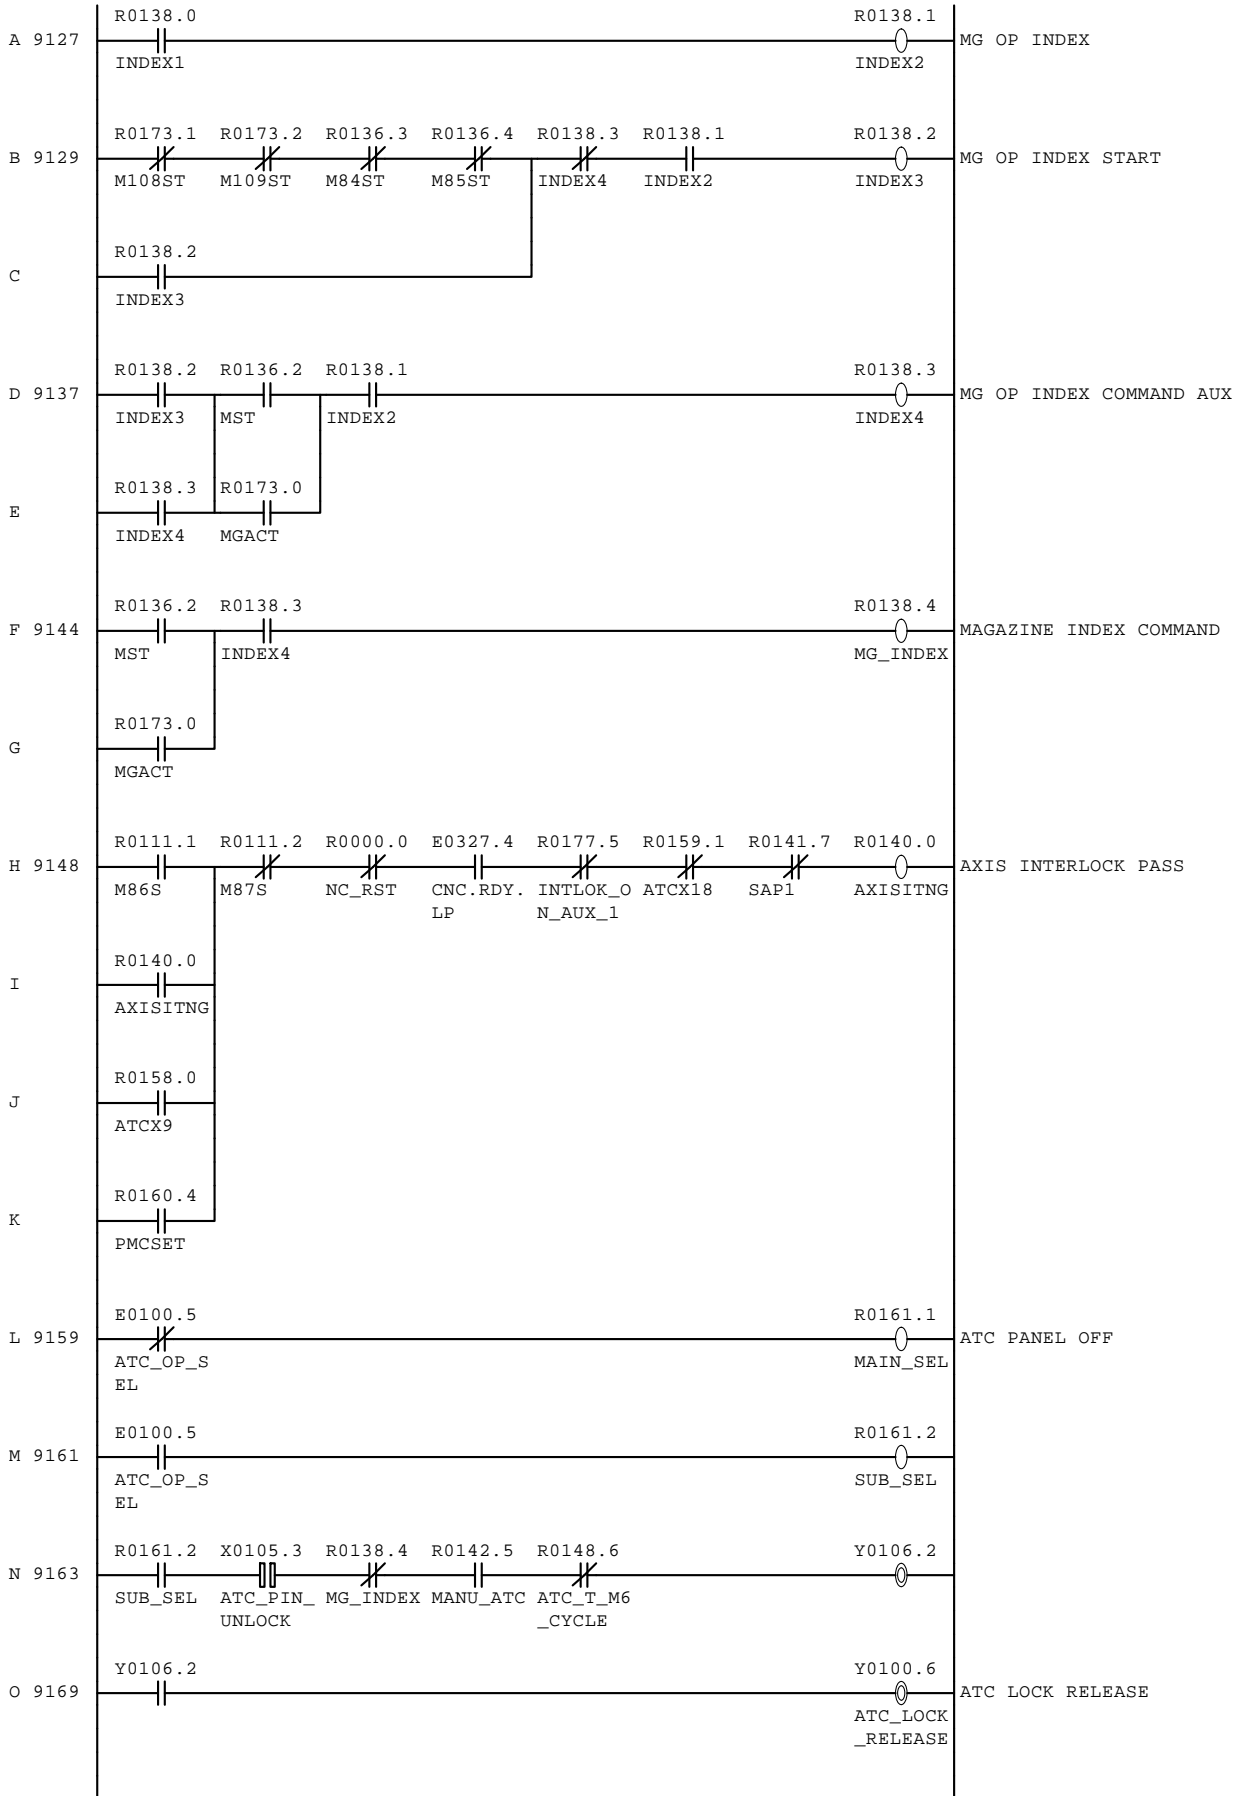 R0138.0 R0138.1
A 9127 MG OP INDEX
INDEX1 INDEX2
R0173.1 R0173.2 R0136.3 R0136.4 R0138.3 R0138.1 R0138.2
B 9129 MG OP INDEX START
M108ST M109ST M84ST M85ST INDEX4 INDEX2 INDEX3
R0138.2
C
INDEX3
R0138.2 R0136.2 R0138.1 R0138.3
D 9137 MG OP INDEX COMMAND AUX
INDEX3 MST INDEX2 INDEX4
R0138.3 R0173.0
E
INDEX4 MGACT
R0136.2 R0138.3 R0138.4
F 9144 MAGAZINE INDEX COMMAND
MST INDEX4 MG_INDEX
R0173.0
G
MGACT
R0111.1 R0111.2 R0000.0 E0327.4 R0177.5 R0159.1 R0141.7 R0140.0
H 9148 AXIS INTERLOCK PASS
M86S M87S NC_RST CNC.RDY. INTLOK_O ATCX18 SAP1 AXISITNG
LP N_AUX_1
R0140.0
I
AXISITNG
R0158.0
J
ATCX9
R0160.4
K
PMCSET
E0100.5 R0161.1
L 9159 ATC PANEL OFF
ATC_OP_S MAIN_SEL
EL
E0100.5 R0161.2
M 9161
ATC_OP_S SUB_SEL
EL
R0161.2 X0105.3 R0138.4 R0142.5 R0148.6 Y0106.2
N 9163
SUB_SEL ATC_PIN_ MG_INDEX MANU_ATC ATC_T_M6
UNLOCK _CYCLE
Y0106.2 Y0100.6
O 9169 ATC LOCK RELEASE
ATC_LOCK
_RELEASE